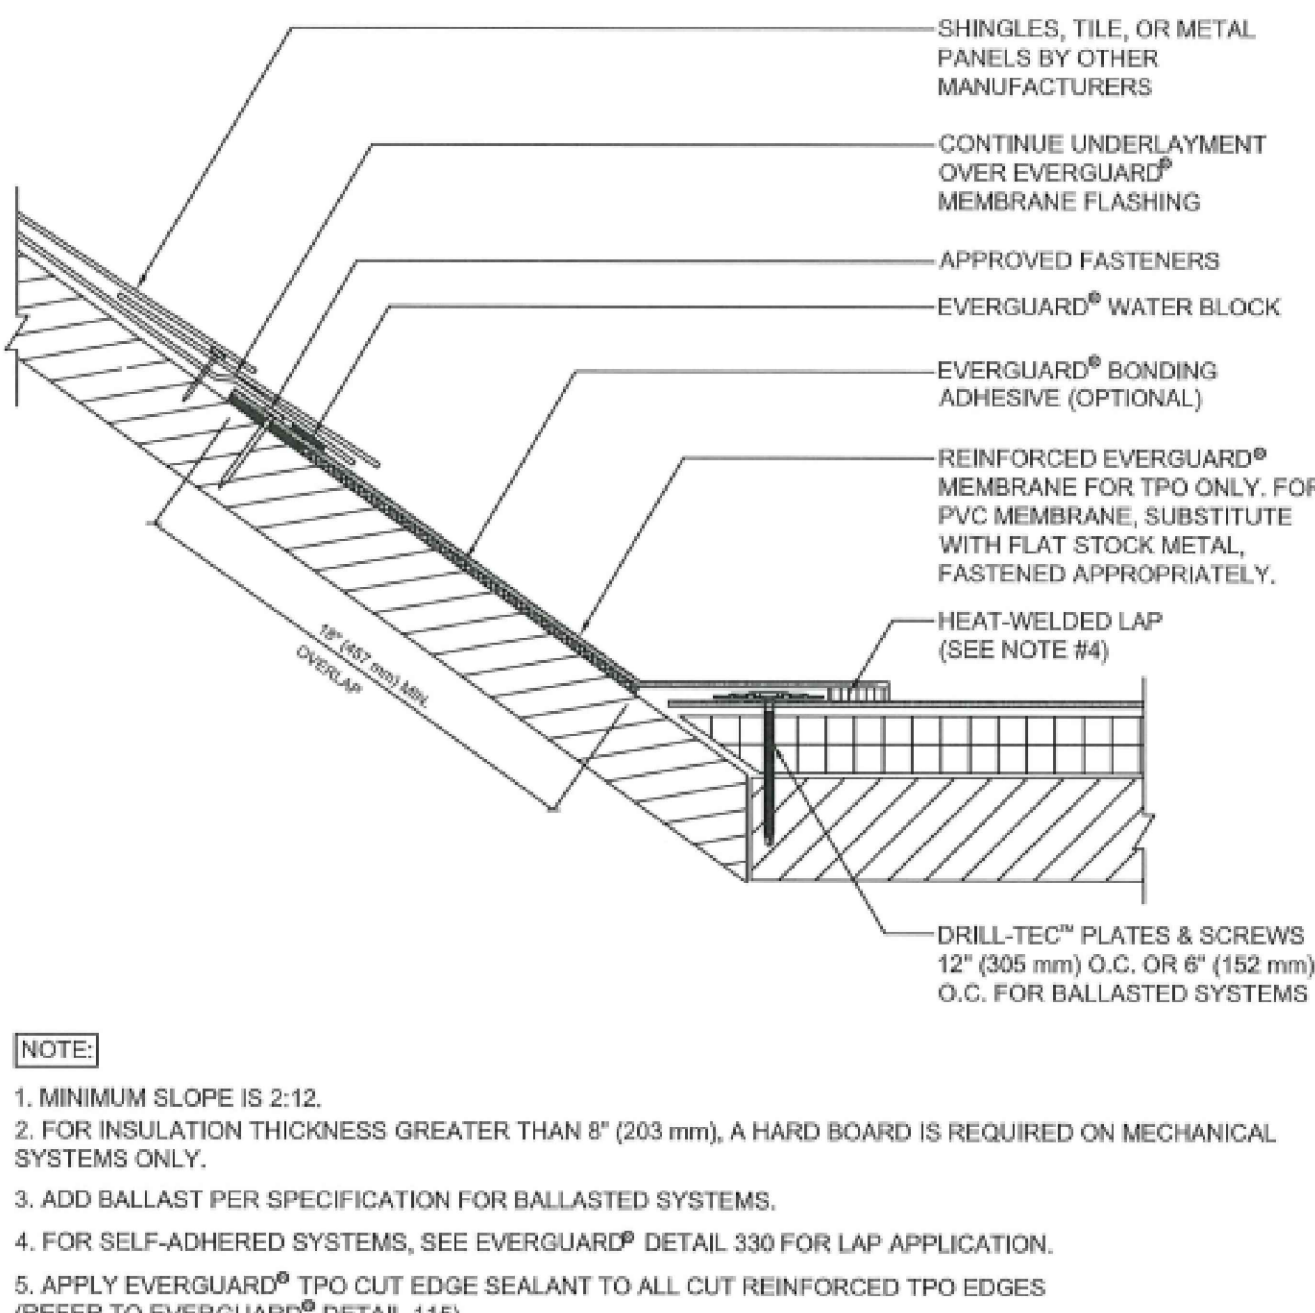 SHINGLES, TILE, OR METAL
PANELS BY OTHER
MANUFACTURERS
CONTINUE UNDERLAYMENT
OVER EVERGUARD®
MEMBRANE FLASHING
APPROVED FASTENERS
EVERGUARD® WATER BLOCK
EVERGUARD® BONDING
ADHESIVE (OPTIONAL)
REINFORCED EVERGUARD®
MEMBRANE FOR TPO ONLY. FOR
PVC MEMBRANE, SUBSTITUTE
WITH FLAT STOCK METAL,
FASTENED APPROPRIATELY.
HEAT-WELDED LAP
(SEE NOTE #4)
18" (457 mm) MIN.
OVERLAP
DRILL-TEC™ PLATES & SCREWS
12" (305 mm) O.C. OR 6" (152 mm)
O.C. FOR BALLASTED SYSTEMS
NOTE:
1. MINIMUM SLOPE IS 2:12.
2. FOR INSULATION THICKNESS GREATER THAN 8" (203 mm), A HARD BOARD IS REQUIRED ON MECHANICAL
SYSTEMS ONLY.
3. ADD BALLAST PER SPECIFICATION FOR BALLASTED SYSTEMS.
4. FOR SELF-ADHERED SYSTEMS, SEE EVERGUARD® DETAIL 330 FOR LAP APPLICATION.
5. APPLY EVERGUARD® TPO CUT EDGE SEALANT TO ALL CUT REINFORCED TPO EDGES
(REFER TO EVERGUARD® DETAIL 115)